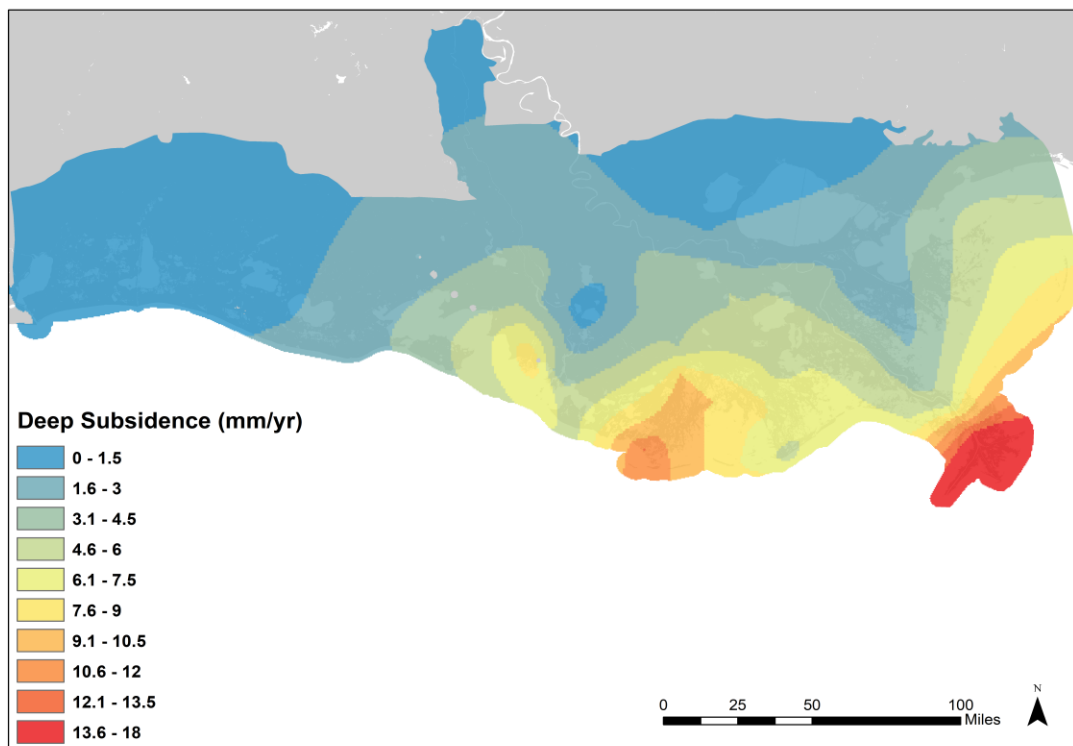 Deep Subsidence (mm/yr)
0 - 1.5
1.6 - 3
3.1 - 4.5
4.6 - 6
6.1 - 7.5
7.6 - 9
9.1 - 10.5
10.6 - 12
12.1 - 13.5
13.6 - 18
0 25 50 100
Miles
N